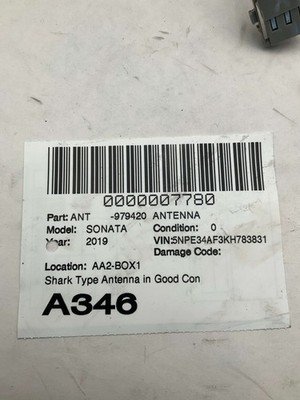 0000007780
Part: ANT -979420 ANTENNA
Model: SONATA Condition: 0
Year: 2019 VIN:5NPE34AF3KH783831
Damage Code:
Location: AA2-BOX1
Shark Type Antenna in Good Con
A346